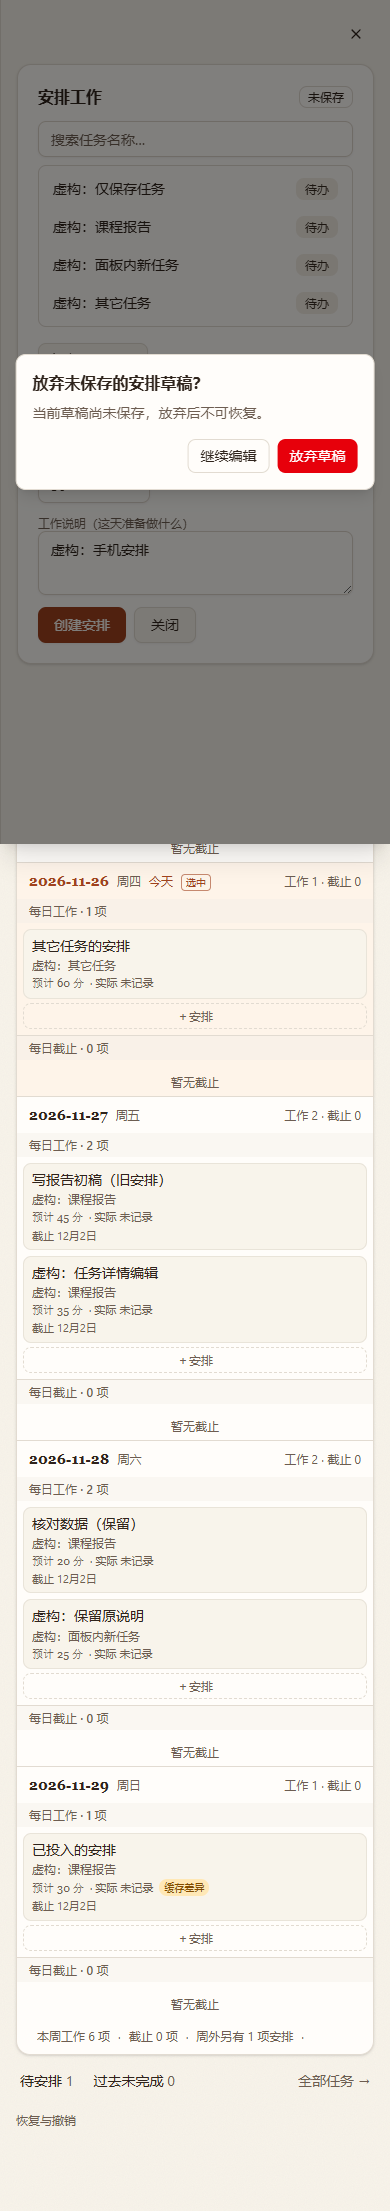 ×
安排工作 未保存
搜索任务名称...
虚构：仅保存任务 待办
虚构：课程报告 待办
虚构：面板内新任务 待办
虚构：其它任务 待办
放弃未保存的安排草稿？
当前草稿尚未保存，放弃后不可恢复。
继续编辑 放弃草稿
工作说明（这天准备做什么）
虚构：手机安排
创建安排 关闭
暂无截止
2026-11-26 周四 今天 选中 工作 1 · 截止 0
每日工作 · 1 项
其它任务的安排
虚构：其它任务
预计 60 分 · 实际 未记录
+ 安排
每日截止 · 0 项
暂无截止
2026-11-27 周五 工作 2 · 截止 0
每日工作 · 2 项
写报告初稿（旧安排）
虚构：课程报告
预计 45 分 · 实际 未记录
截止 12月2日
虚构：任务详情编辑
虚构：课程报告
预计 35 分 · 实际 未记录
截止 12月2日
+ 安排
每日截止 · 0 项
暂无截止
2026-11-28 周六 工作 2 · 截止 0
每日工作 · 2 项
核对数据（保留）
虚构：课程报告
预计 20 分 · 实际 未记录
截止 12月2日
虚构：保留原说明
虚构：面板内新任务
预计 25 分 · 实际 未记录
+ 安排
每日截止 · 0 项
暂无截止
2026-11-29 周日 工作 1 · 截止 0
每日工作 · 1 项
已投入的安排
虚构：课程报告
预计 30 分 · 实际 未记录 缓存差异
截止 12月2日
+ 安排
每日截止 · 0 项
暂无截止
本周工作 6 项 · 截止 0 项 · 周外另有 1 项安排 ·
待安排 1 过去未完成 0 全部任务 →
恢复与撤销